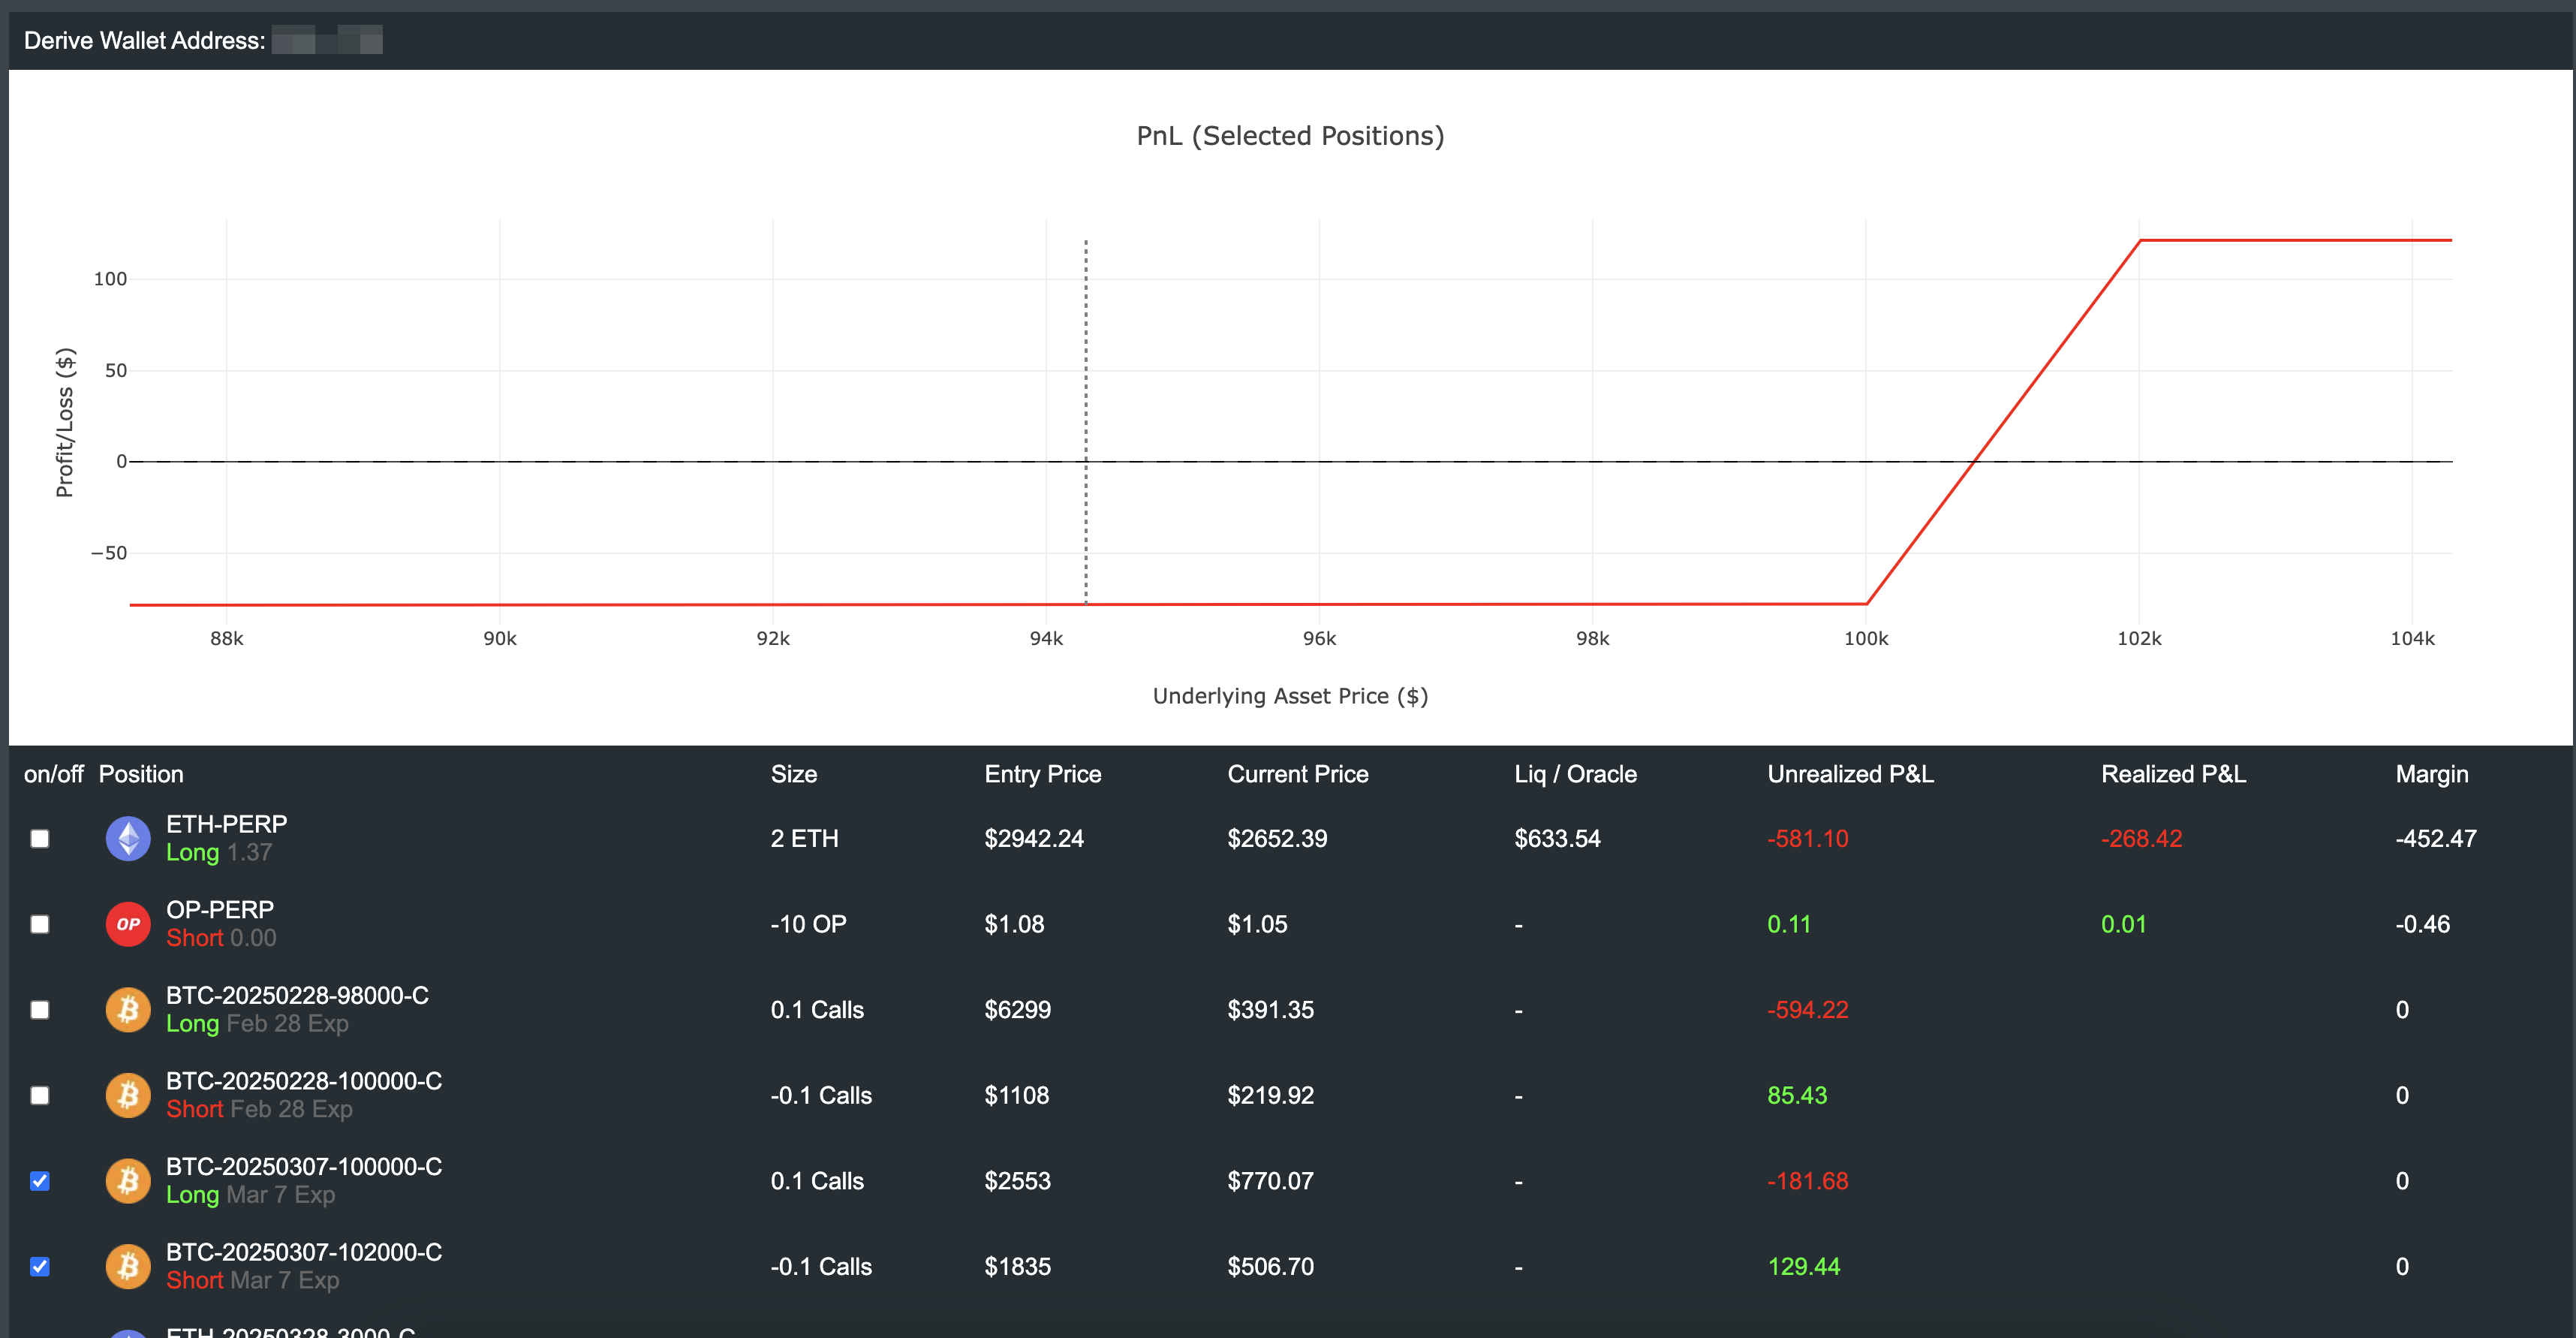 Derive Wallet Address:
PnL (Selected Positions)
100
50
0
−50
Profit/Loss ($)
88k 90k 92k 94k 96k 98k 100k 102k 104k
Underlying Asset Price ($)
on/off Position Size Entry Price Current Price Liq / Oracle Unrealized P&L Realized P&L Margin
ETH-PERP
Long 1.37
2 ETH $2942.24 $2652.39 $633.54 -581.10 -268.42 -452.47
OP
OP-PERP
Short 0.00
-10 OP $1.08 $1.05 - 0.11 0.01 -0.46
BTC-20250228-98000-C
Long Feb 28 Exp
0.1 Calls $6299 $391.35 - -594.22 0
BTC-20250228-100000-C
Short Feb 28 Exp
-0.1 Calls $1108 $219.92 - 85.43 0
BTC-20250307-100000-C
Long Mar 7 Exp
0.1 Calls $2553 $770.07 - -181.68 0
BTC-20250307-102000-C
Short Mar 7 Exp
-0.1 Calls $1835 $506.70 - 129.44 0
ETH-20250328-3000-C